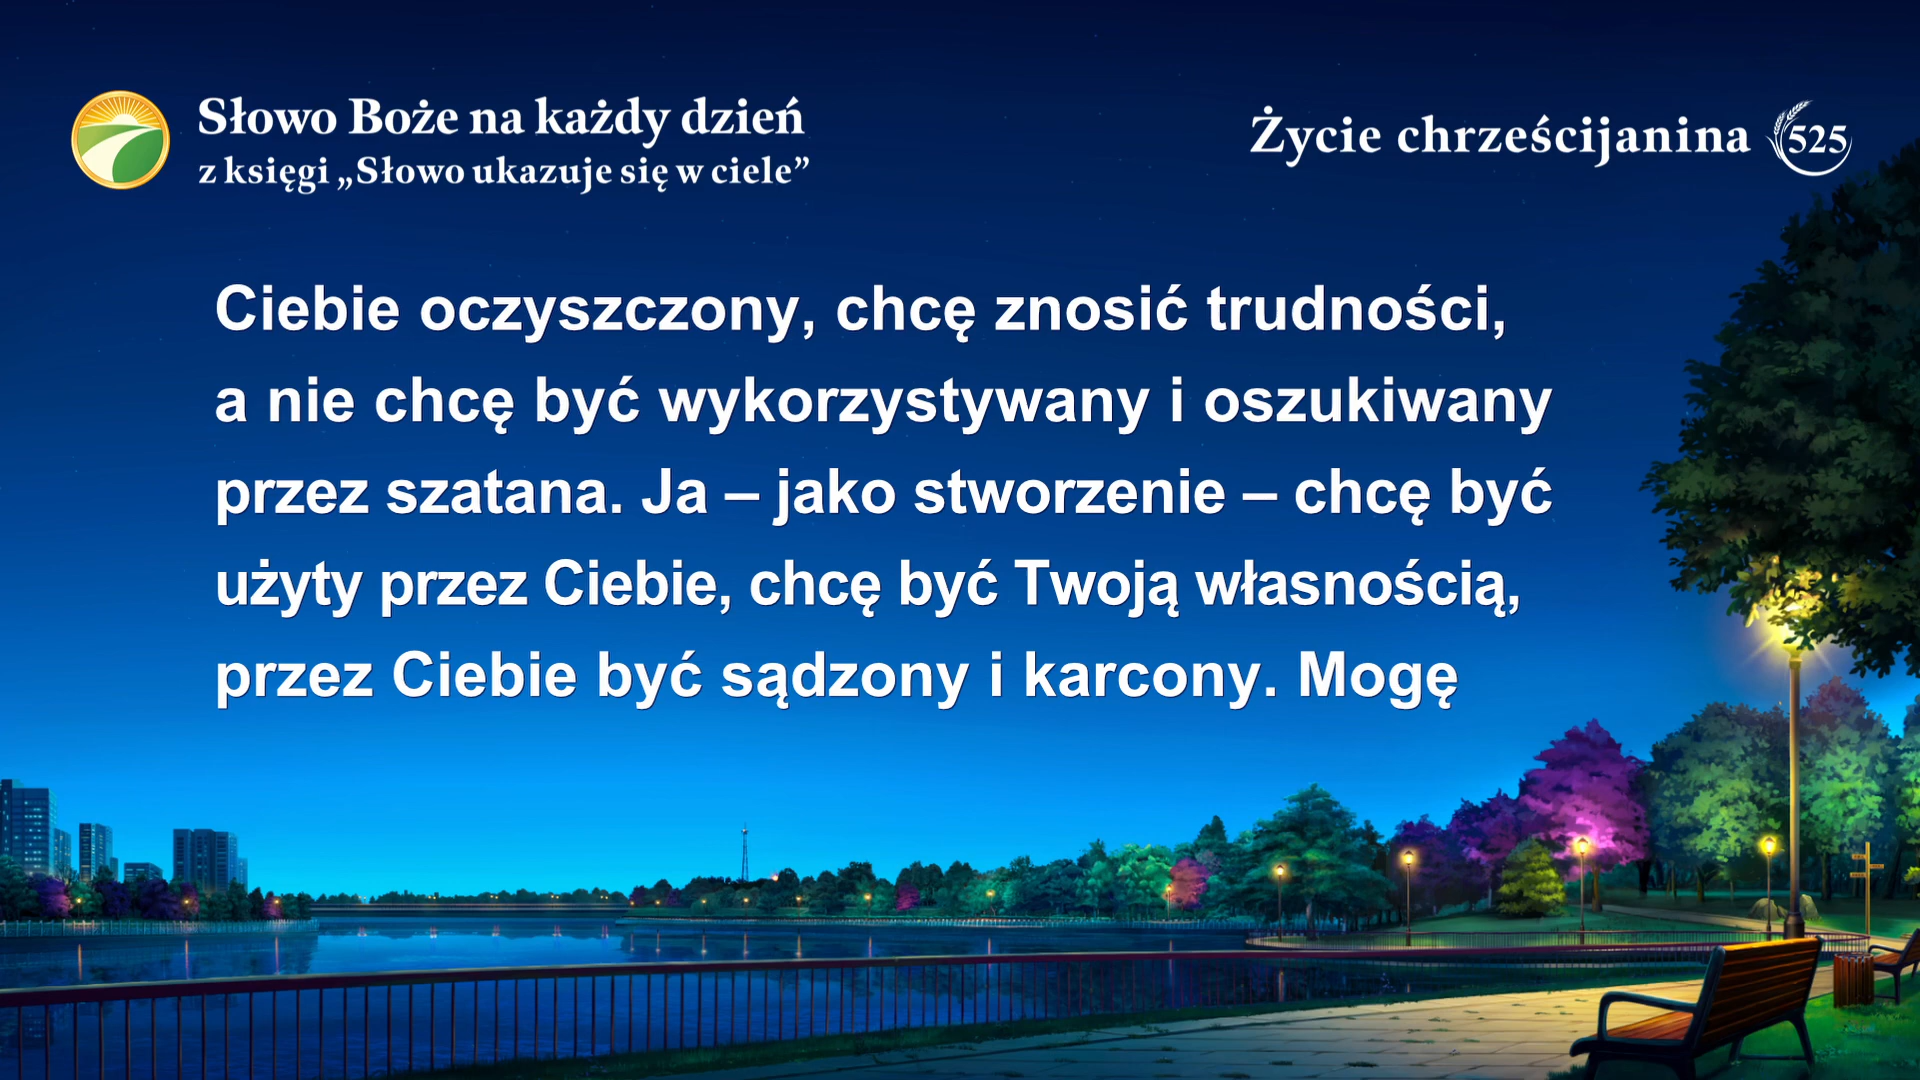 Słowo Boże na każdy dzień
z księgi „Słowo ukazuje się w ciele”
Życie chrześcijanina 525
Ciebie oczyszczony, chcę znosić trudności,
a nie chcę być wykorzystywany i oszukiwany
przez szatana. Ja – jako stworzenie – chcę być
użyty przez Ciebie, chcę być Twoją własnością,
przez Ciebie być sądzony i karcony. Mogę